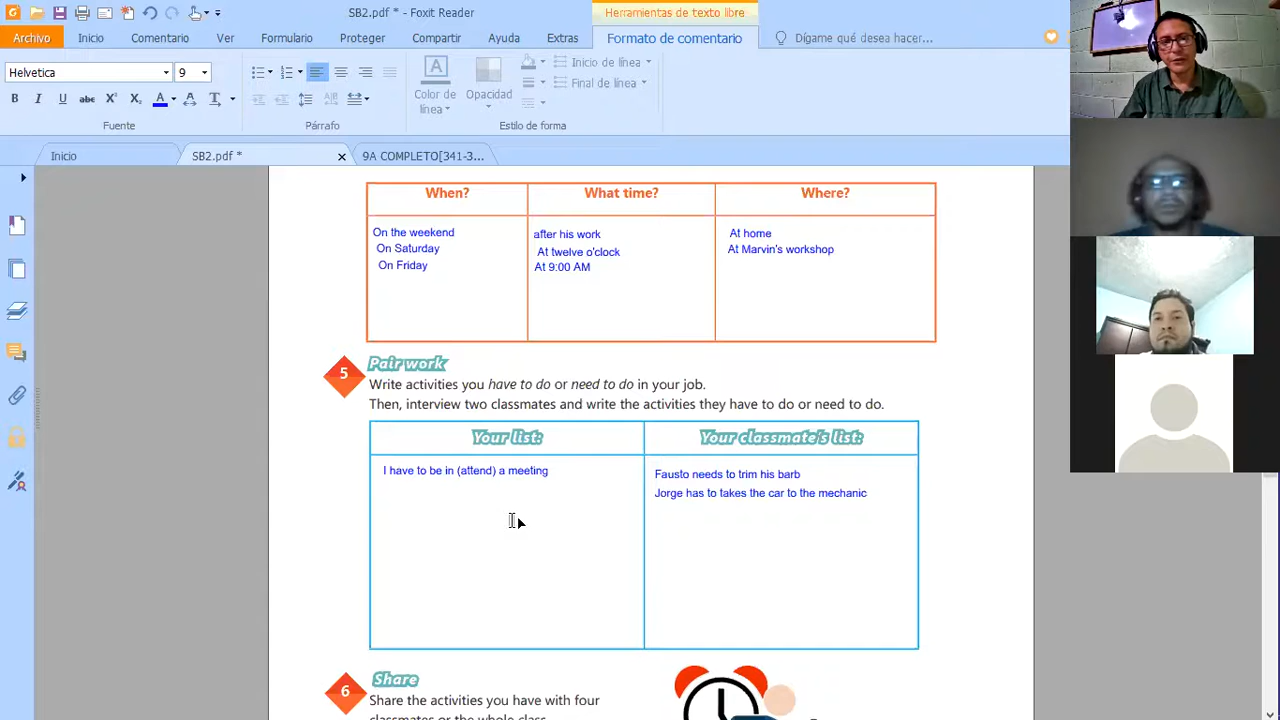 SB2.pdf * - Foxit Reader
Herramientas de texto libre
Archivo
Inicio
Comentario
Ver
Formulario
Proteger
Compartir
Ayuda
Extras
Formato de comentario
Dígame qué desea hacer...
Helvetica
9
Color de línea
Opacidad
Inicio de línea
Final de línea
Fuente
Párrafo
Estilo de forma
Inicio
SB2.pdf *
9A COMPLETO[341-3...
When? What time? Where?
On the weekend
On Saturday
On Friday
after his work
At twelve o'clock
At 9:00 AM
At home
At Marvin's workshop
5
Pair work
Write activities you have to do or need to do in your job.
Then, interview two classmates and write the activities they have to do or need to do.
Your list: Your classmate's list:
I have to be in (attend) a meeting
Fausto needs to trim his barb
Jorge has to takes the car to the mechanic
6
Share
Share the activities you have with four
classmates or the whole class